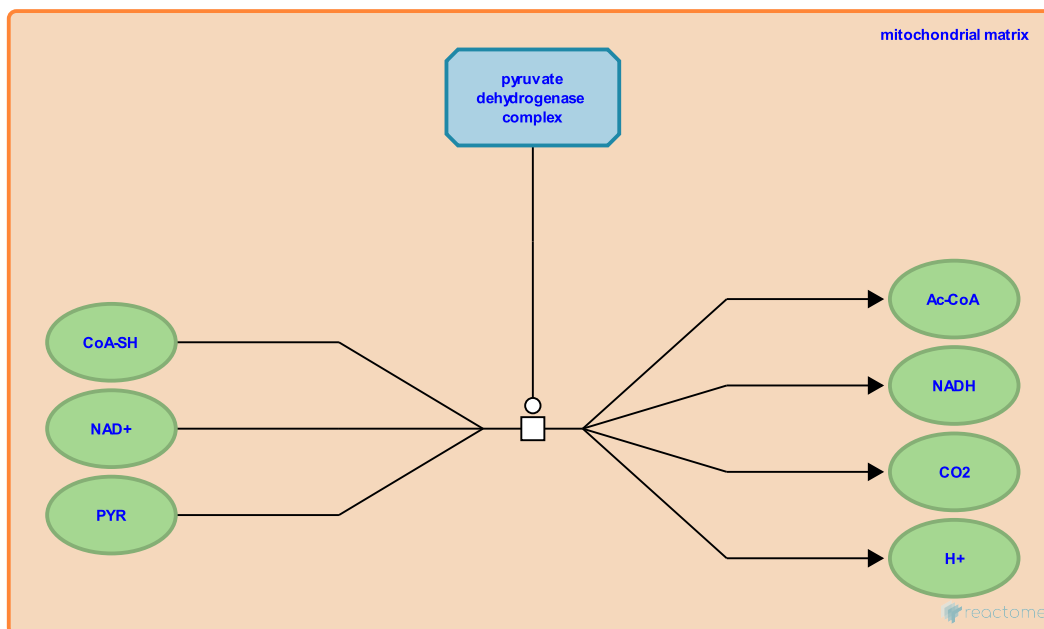 mitochondrial matrix
pyruvate
dehydrogenase
complex
CoA-SH
NAD+
PYR
Ac-CoA
NADH
CO2
H+
reactome